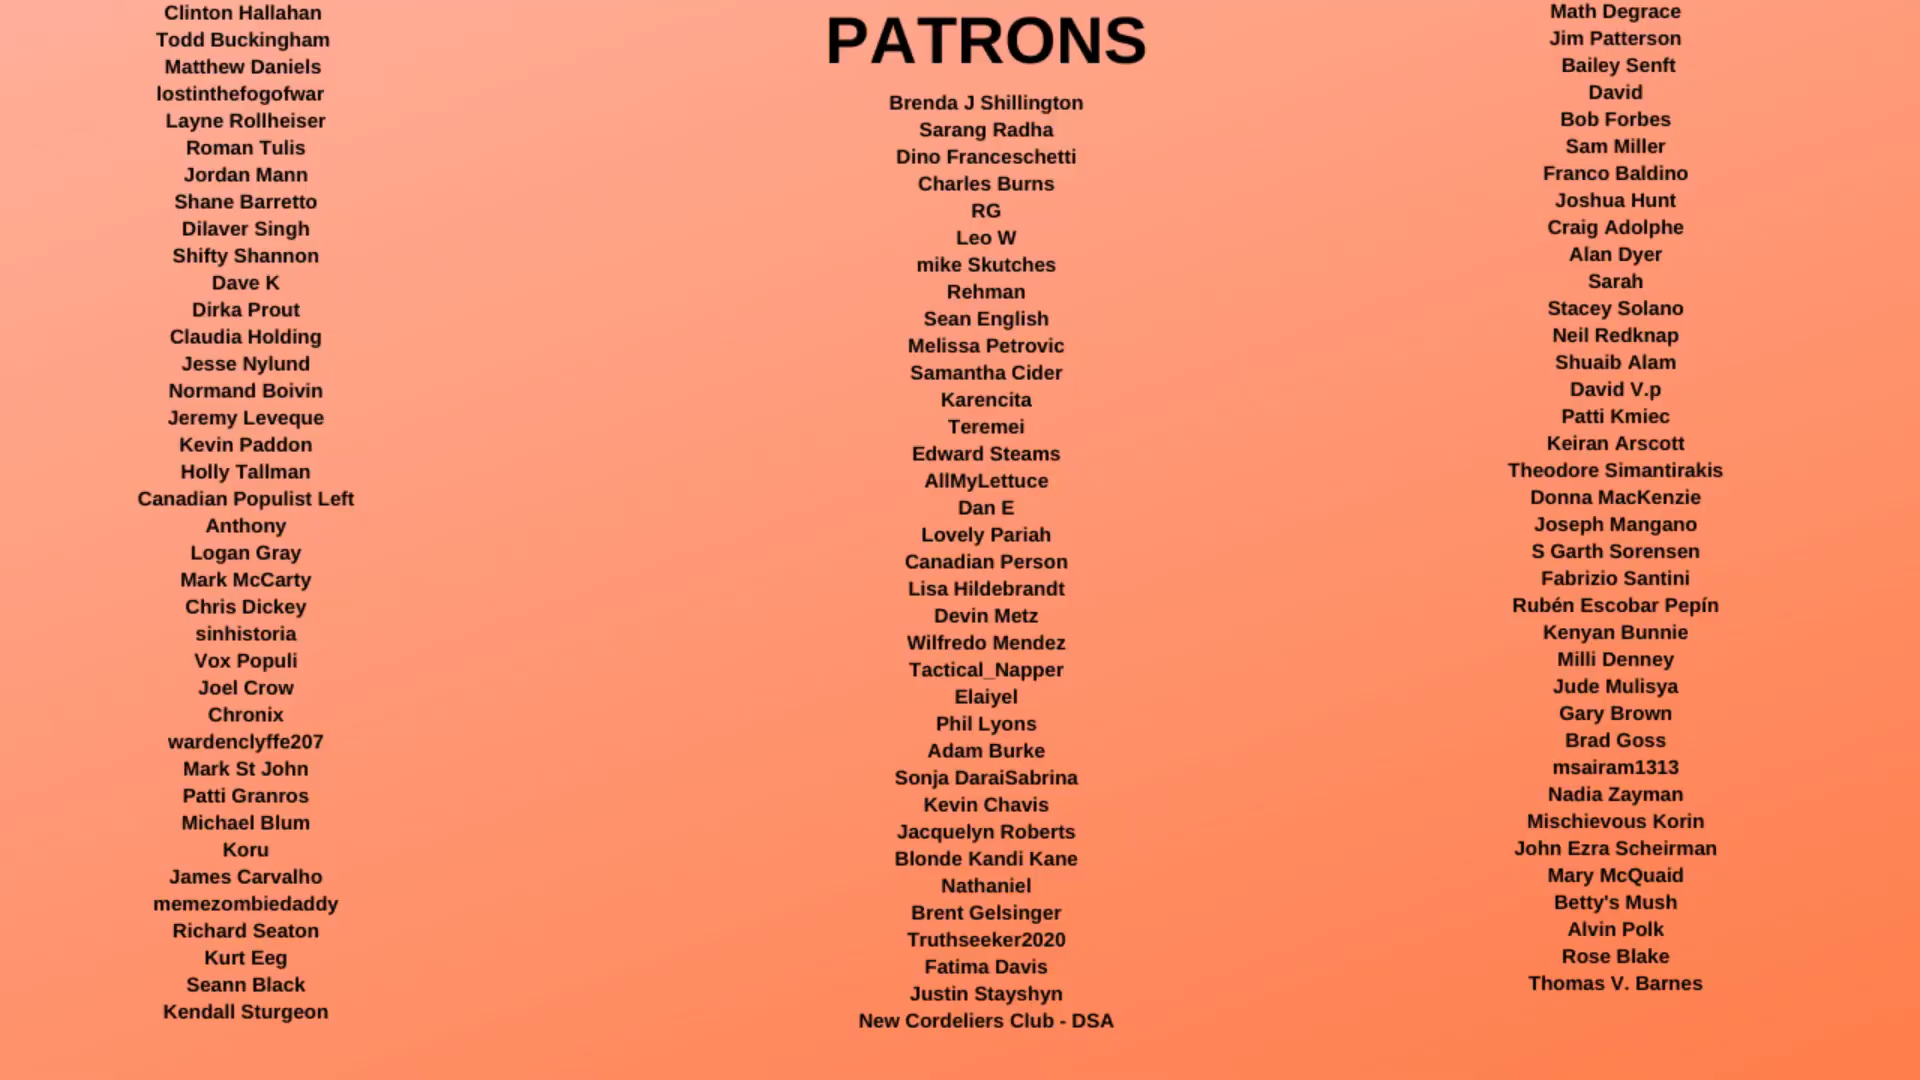 Clinton Hallahan
Todd Buckingham
Matthew Daniels
lostinthefogofwar
Layne Rollheiser
Roman Tulis
Jordan Mann
Shane Barretto
Dilaver Singh
Shifty Shannon
Dave K
Dirka Prout
Claudia Holding
Jesse Nylund
Normand Boivin
Jeremy Leveque
Kevin Paddon
Holly Tallman
Canadian Populist Left
Anthony
Logan Gray
Mark McCarty
Chris Dickey
sinhistoria
Vox Populi
Joel Crow
Chronix
wardenclyffe207
Mark St John
Patti Granros
Michael Blum
Koru
James Carvalho
memezombiedaddy
Richard Seaton
Kurt Eeg
Seann Black
Kendall Sturgeon
PATRONS
Brenda J Shillington
Sarang Radha
Dino Franceschetti
Charles Burns
RG
Leo W
mike Skutches
Rehman
Sean English
Melissa Petrovic
Samantha Cider
Karencita
Teremei
Edward Steams
AllMyLettuce
Dan E
Lovely Pariah
Canadian Person
Lisa Hildebrandt
Devin Metz
Wilfredo Mendez
Tactical_Napper
Elaiyel
Phil Lyons
Adam Burke
Sonja DaraiSabrina
Kevin Chavis
Jacquelyn Roberts
Blonde Kandi Kane
Nathaniel
Brent Gelsinger
Truthseeker2020
Fatima Davis
Justin Stayshyn
New Cordeliers Club - DSA
Math Degrace
Jim Patterson
Bailey Senft
David
Bob Forbes
Sam Miller
Franco Baldino
Joshua Hunt
Craig Adolphe
Alan Dyer
Sarah
Stacey Solano
Neil Redknap
Shuaib Alam
David V.p
Patti Kmiec
Keiran Arscott
Theodore Simantirakis
Donna MacKenzie
Joseph Mangano
S Garth Sorensen
Fabrizio Santini
Rubén Escobar Pepín
Kenyan Bunnie
Milli Denney
Jude Mulisya
Gary Brown
Brad Goss
msairam1313
Nadia Zayman
Mischievous Korin
John Ezra Scheirman
Mary McQuaid
Betty's Mush
Alvin Polk
Rose Blake
Thomas V. Barnes